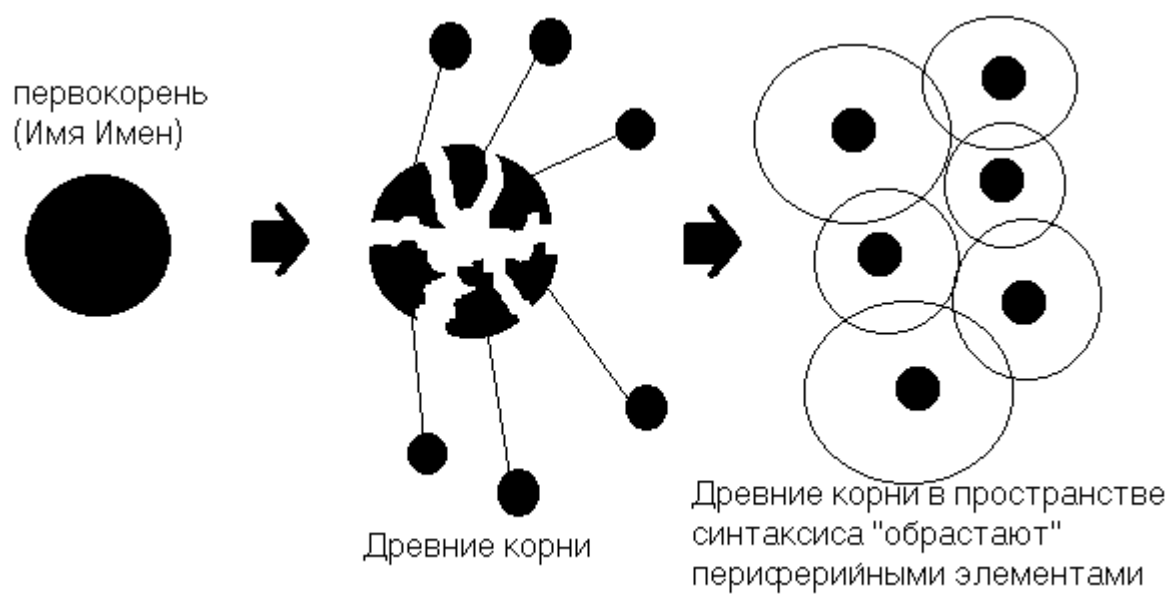 первокорень
(Имя Имен)
Древние корни
Древние корни в пространстве
синтаксиса "обрастают"
периферийными элементами